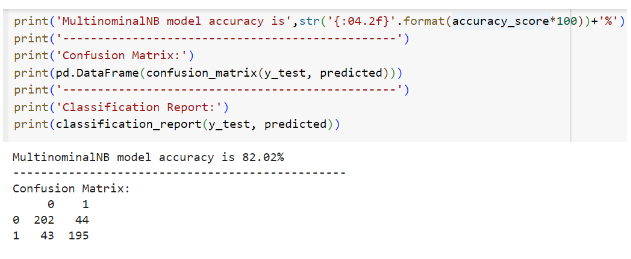 print('MultinominalNB model accuracy is',str('{:04.2f}'.format(accuracy_score*100))+'%')
print('------------------------------------------------')
print('Confusion Matrix:')
print(pd.DataFrame(confusion_matrix(y_test, predicted)))
print('------------------------------------------------')
print('Classification Report:')
print(classification_report(y_test, predicted))
MultinominalNB model accuracy is 82.02%
------------------------------------------------
Confusion Matrix:
0 1
0 202 44
1 43 195